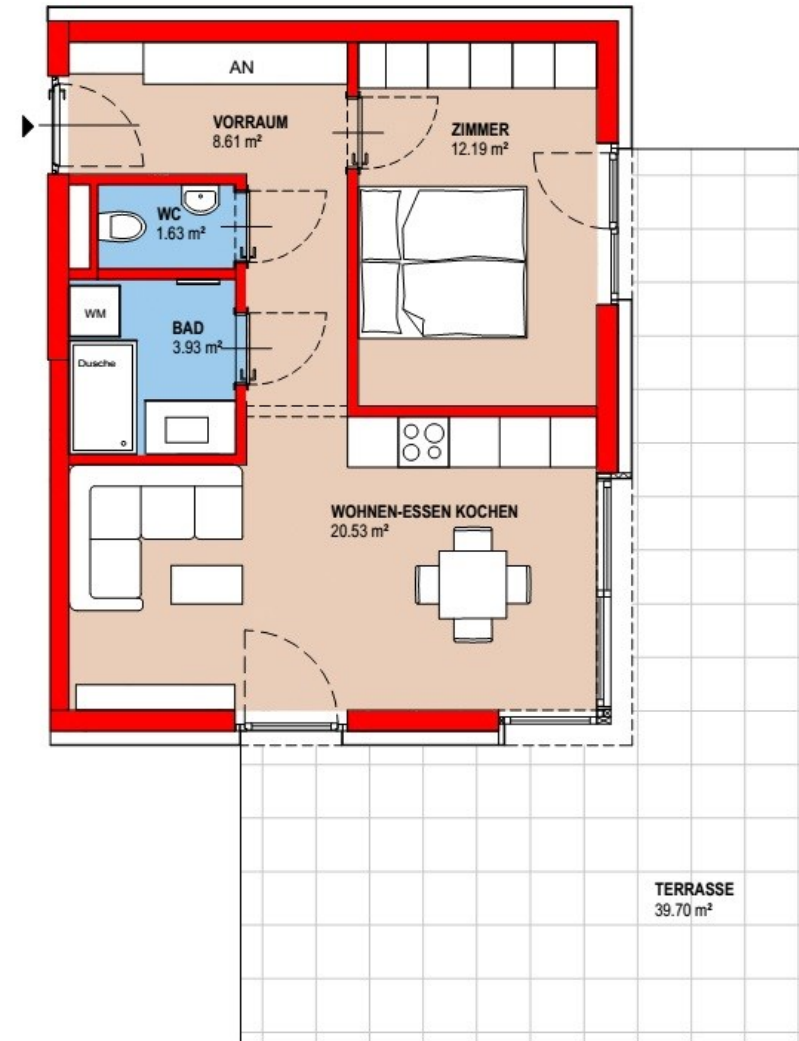 AN
VORRAUM
8.61 m²
ZIMMER
12.19 m²
WC
1.63 m²
WM
BAD
3.93 m²
Dusche
WOHNEN-ESSEN KOCHEN
20.53 m²
TERRASSE
39.70 m²